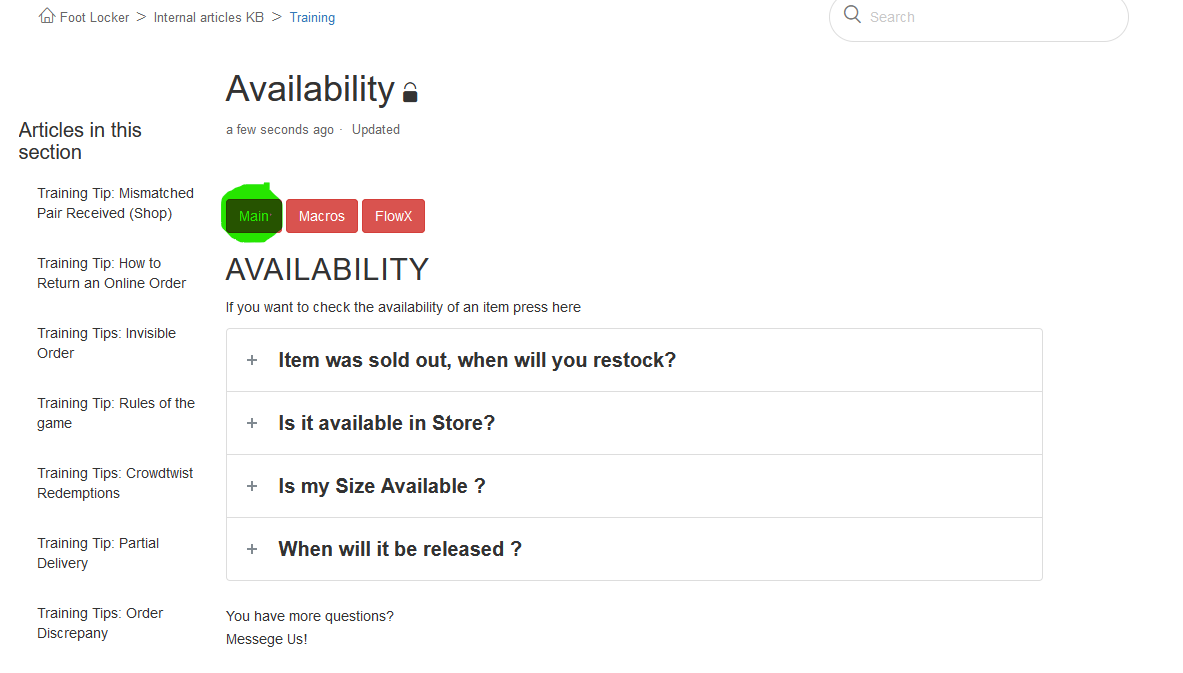 Foot Locker > Internal articles KB > Training
Search
Availability
a few seconds ago · Updated
Articles in this
section
Training Tip: Mismatched
Pair Received (Shop)
Training Tip: How to
Return an Online Order
Training Tips: Invisible
Order
Training Tip: Rules of the
game
Training Tips: Crowdtwist
Redemptions
Training Tip: Partial
Delivery
Training Tips: Order
Discrepany
Main Macros FlowX
AVAILABILITY
If you want to check the availability of an item press here
+ Item was sold out, when will you restock?
+ Is it available in Store?
+ Is my Size Available ?
+ When will it be released ?
You have more questions?
Messege Us!